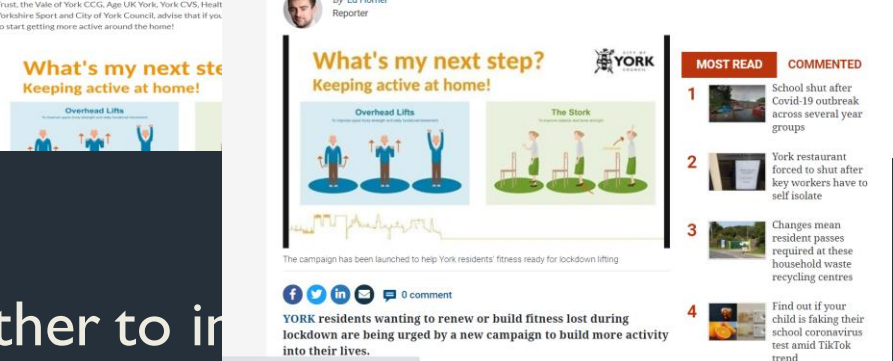 Trust, the Vale of York CCG, Age UK York, York CVS, Healt
Yorkshire Sport and City of York Council, advise that if you
o start getting more active around the home!
What's my next ste
Keeping active at home!
Overhead Lifts
ther to in
By Ed Horner
Reporter
What's my next step?
Keeping active at home!
CITY OF
YORK
COUNCIL
Overhead Lifts
The Stork
The campaign has been launched to help York residents' fitness ready for lockdown lifting
0 comment
YORK residents wanting to renew or build fitness lost during
lockdown are being urged by a new campaign to build more activity
into their lives.
MOST READ
COMMENTED
1
School shut after
Covid-19 outbreak
across several year
groups
2
York restaurant
forced to shut after
key workers have to
self isolate
3
Changes mean
resident passes
required at these
household waste
recycling centres
4
Find out if your
child is faking their
school coronavirus
test amid TikTok
trend